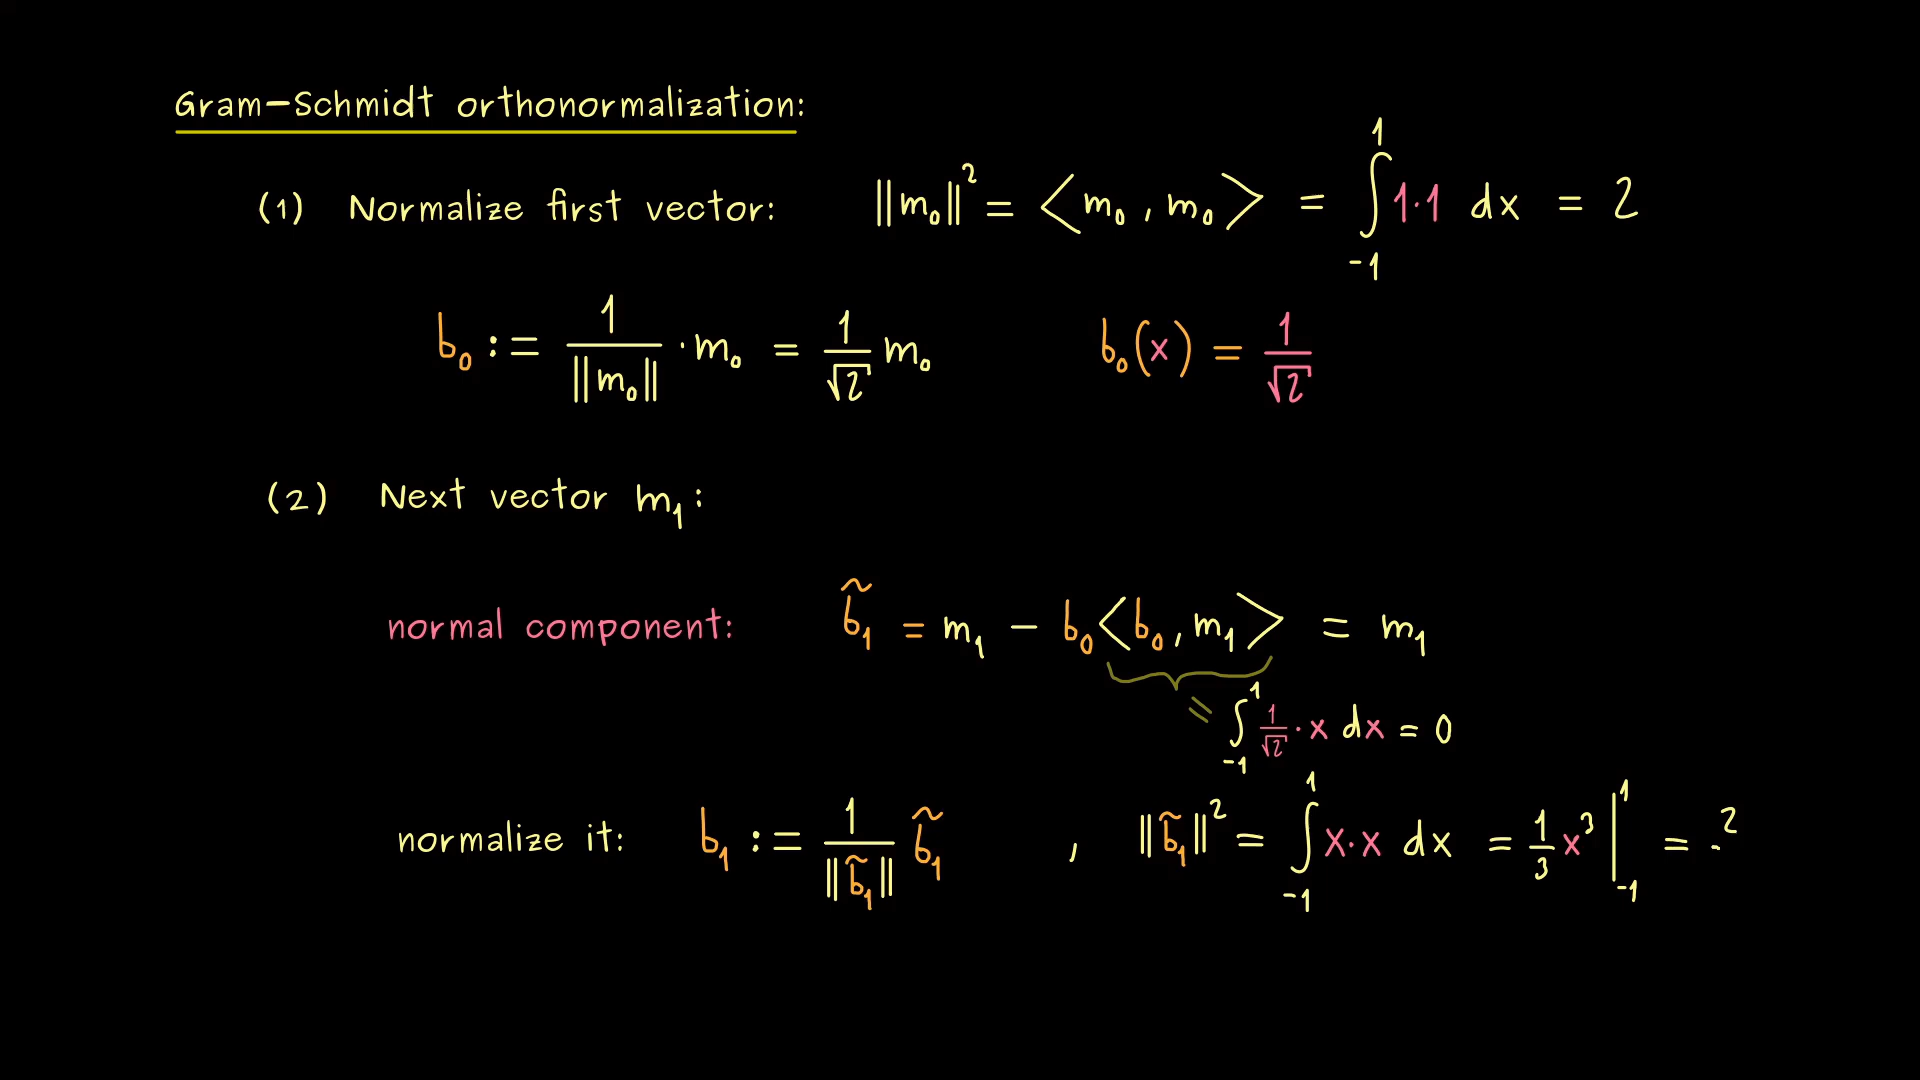 Gram-Schmidt orthonormalization:
(1) Normalize first vector: ||m₀||² = <m₀, m₀> = ∫₋₁¹ 1·1 dx = 2
b₀ := 1/||m₀|| · m₀ = 1/√2 m₀   b₀(x) = 1/√2
(2) Next vector m₁:
normal component: b̃₁ = m₁ − b₀<b₀, m₁> = m₁
= ∫₋₁¹ 1/√2 · x dx = 0
normalize it: b₁ := 1/||b̃₁|| b̃₁ , ||b̃₁||² = ∫₋₁¹ x·x dx = 1/3 x³ |₋₁¹ = 2